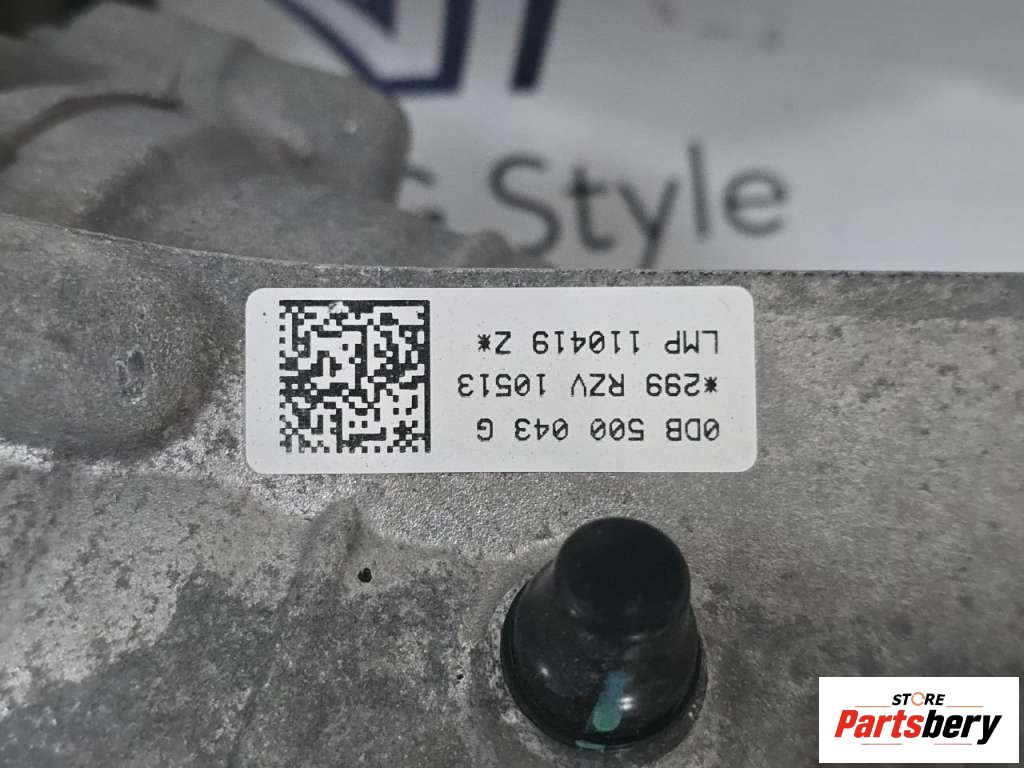 s Style
0DB 500 043 G
*299 RZV 10513
LMP 110419 Z*
STORE
Partsbery